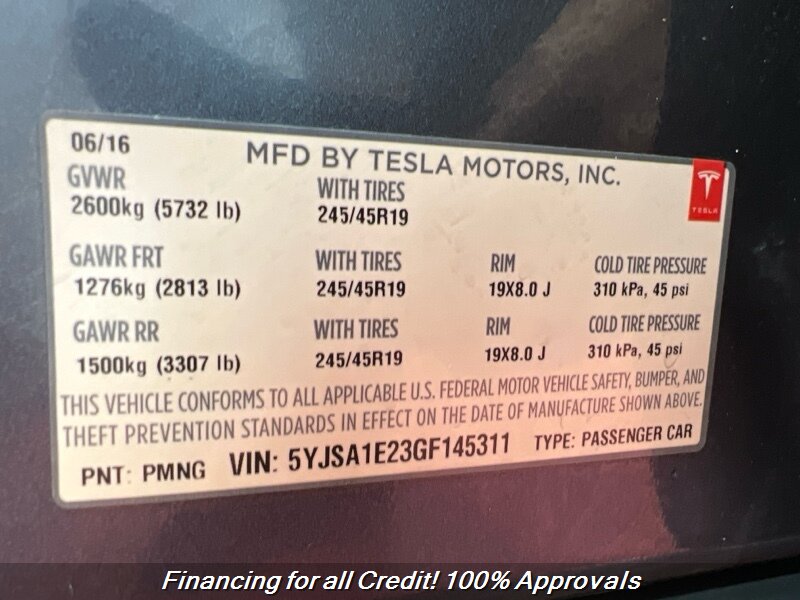 06/16
MFD BY TESLA MOTORS, INC.
TESLA
GVWR WITH TIRES
2600kg (5732 lb) 245/45R19
GAWR FRT WITH TIRES RIM COLD TIRE PRESSURE
1276kg (2813 lb) 245/45R19 19X8.0 J 310 kPa, 45 psi
GAWR RR WITH TIRES RIM COLD TIRE PRESSURE
1500kg (3307 lb) 245/45R19 19X8.0 J 310 kPa, 45 psi
THIS VEHICLE CONFORMS TO ALL APPLICABLE U.S. FEDERAL MOTOR VEHICLE SAFETY, BUMPER, AND
THEFT PREVENTION STANDARDS IN EFFECT ON THE DATE OF MANUFACTURE SHOWN ABOVE.
PNT: PMNG VIN: 5YJSA1E23GF145311 TYPE: PASSENGER CAR
Financing for all Credit! 100% Approvals